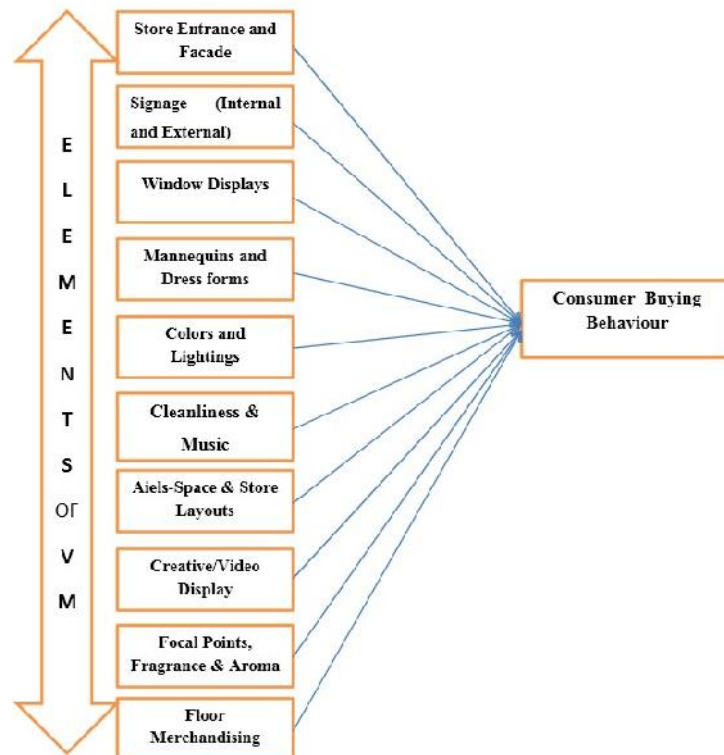 Store Entrance and
Facade
Signage (Internal
and External)
Window Displays
Mannequins and
Dress forms
Colors and
Lightings
Cleanliness &
Music
Aiels-Space & Store
Layouts
Creative/Video
Display
Focal Points,
Fragrance & Aroma
Floor
Merchandising
E
L
E
M
E
N
T
S
or
V
M
Consumer Buying
Behaviour